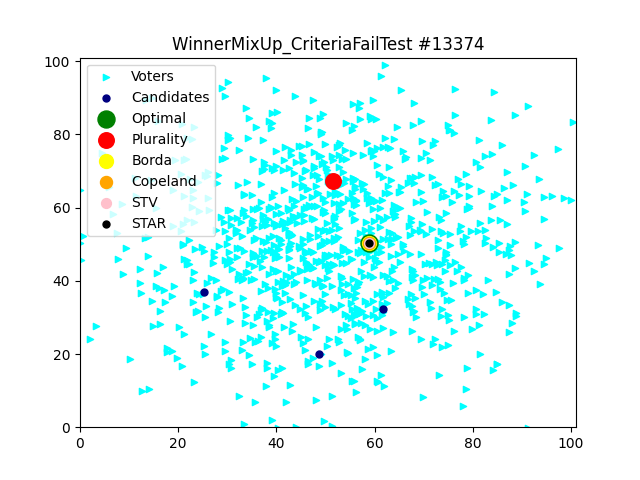 WinnerMixUp_CriteriaFailTest #13374
Voters
Candidates
Optimal
Plurality
Borda
Copeland
STV
STAR
100
80
60
40
20
0
0 20 40 60 80 100